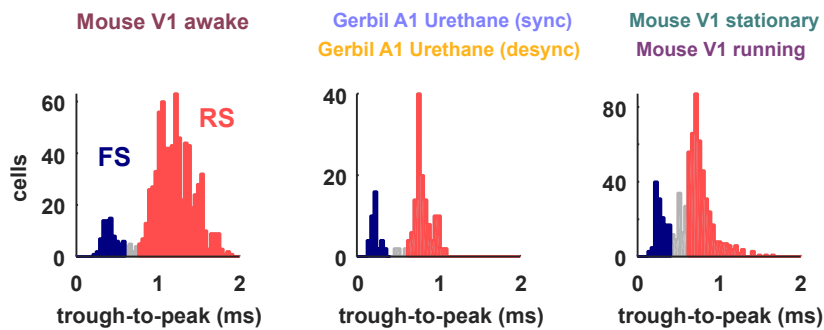 Mouse V1 awake
Gerbil A1 Urethane (sync)
Gerbil A1 Urethane (desync)
Mouse V1 stationary
Mouse V1 running
cells
60
40
20
0
FS
RS
0
1
2
trough-to-peak (ms)
40
20
0
0
1
2
trough-to-peak (ms)
80
40
0
0
1
2
trough-to-peak (ms)